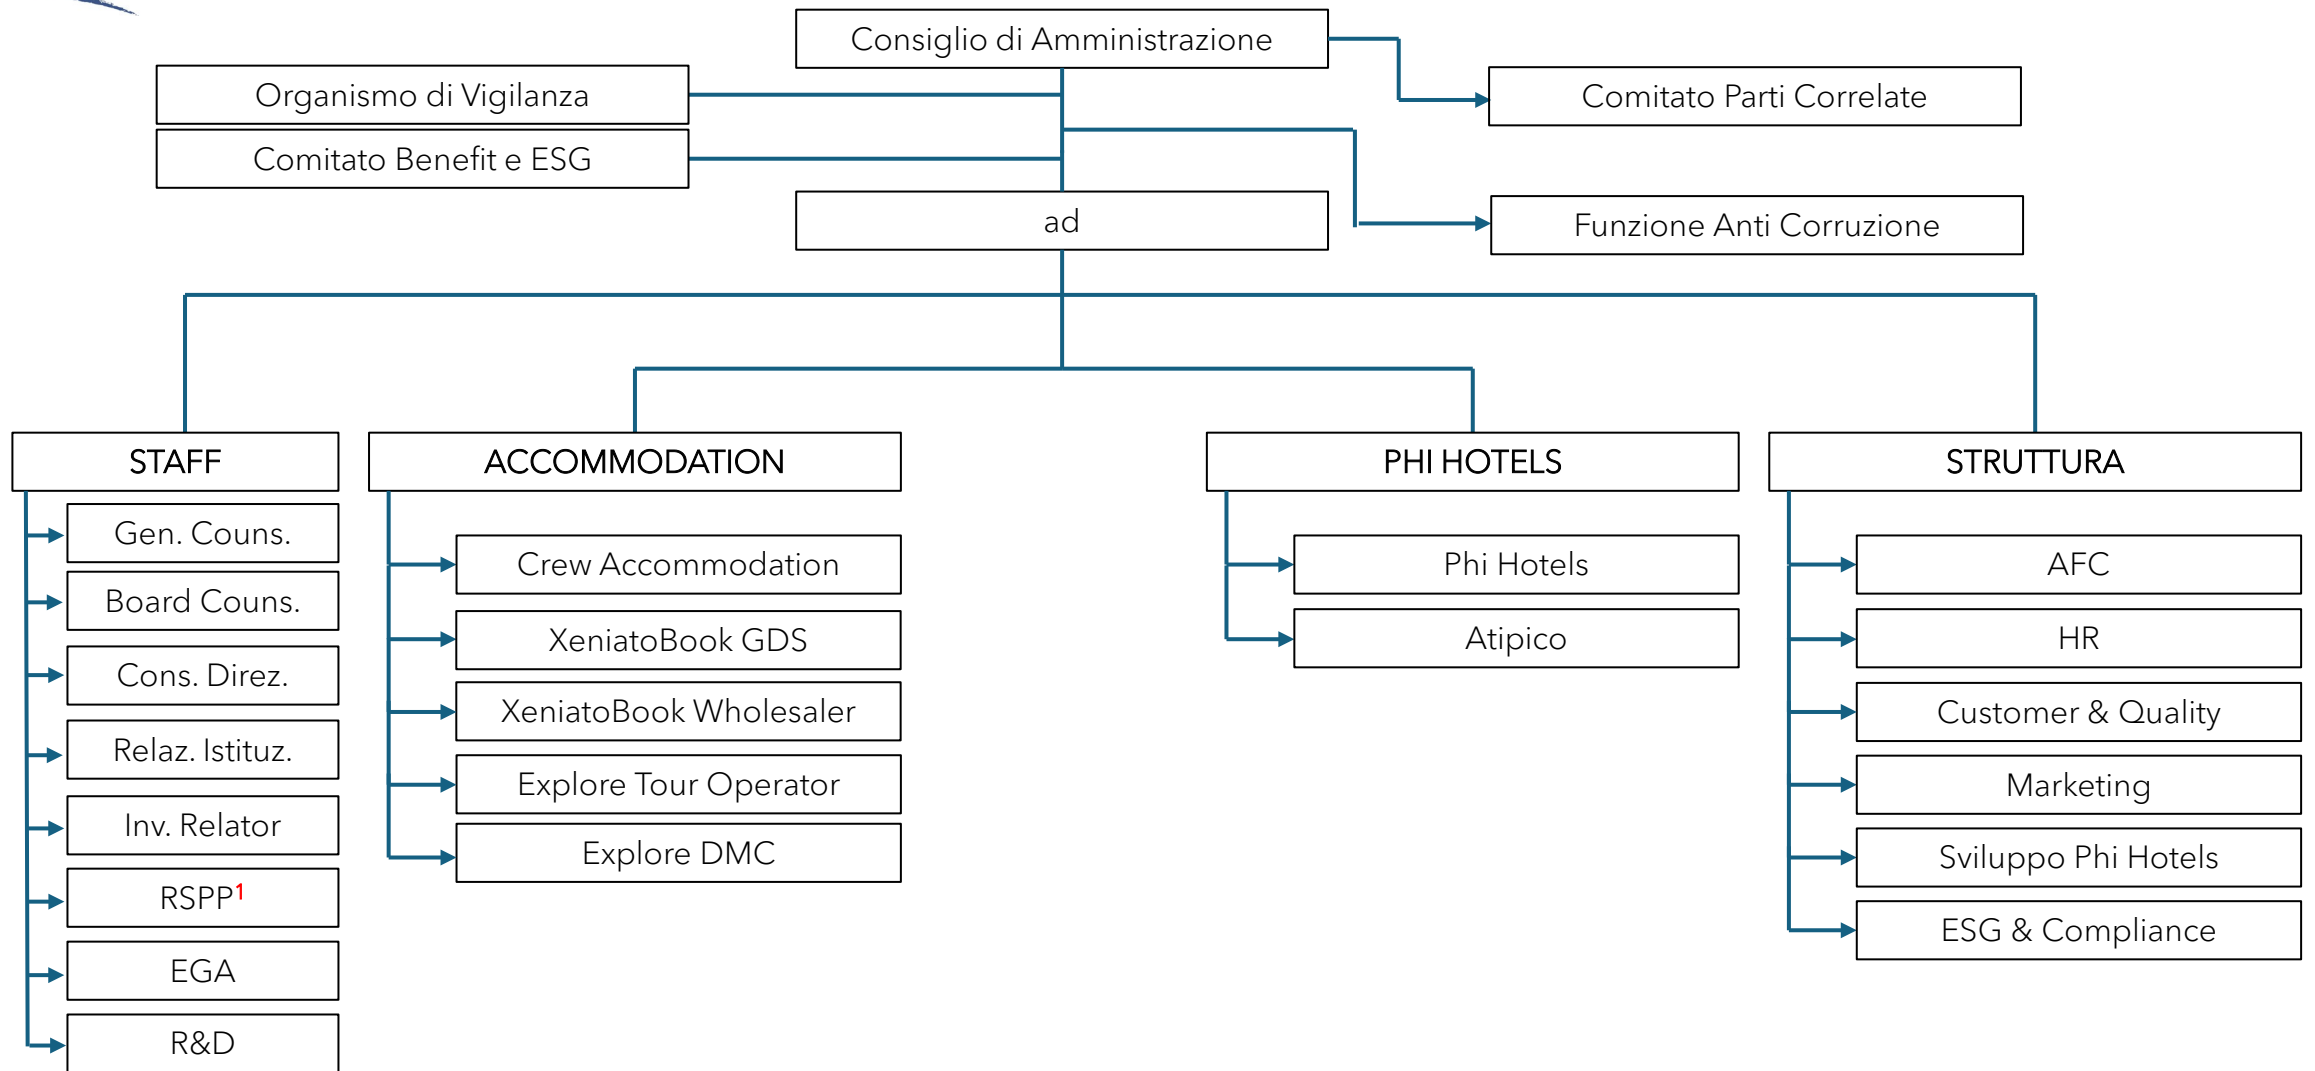 Consiglio di Amministrazione
Organismo di Vigilanza
Comitato Parti Correlate
Comitato Benefit e ESG
ad
Funzione Anti Corruzione
STAFF
Gen. Couns.
Board Couns.
Cons. Direz.
Relaz. Istituz.
Inv. Relator
RSPP¹
EGA
R&D
ACCOMMODATION
Crew Accommodation
XeniatoBook GDS
XeniatoBook Wholesaler
Explore Tour Operator
Explore DMC
PHI HOTELS
Phi Hotels
Atipico
STRUTTURA
AFC
HR
Customer & Quality
Marketing
Sviluppo Phi Hotels
ESG & Compliance